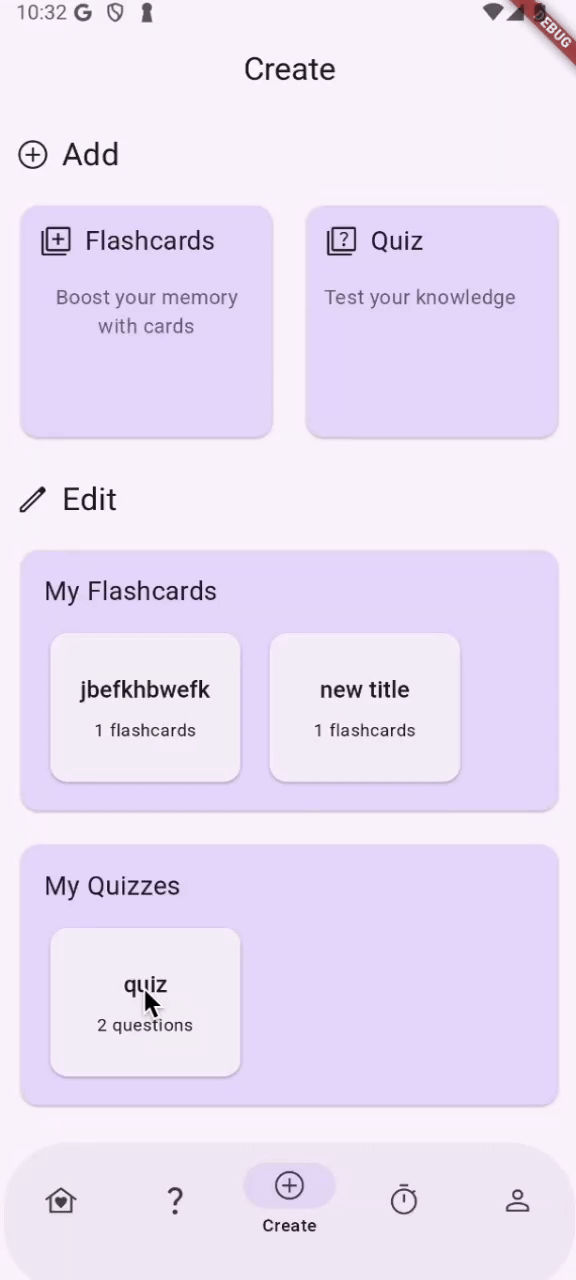 10:32
DEBUG
Create
Add
Flashcards
Boost your memory
with cards
Quiz
Test your knowledge
Edit
My Flashcards
jbefkhbwefk
1 flashcards
new title
1 flashcards
My Quizzes
quiz
2 questions
Create